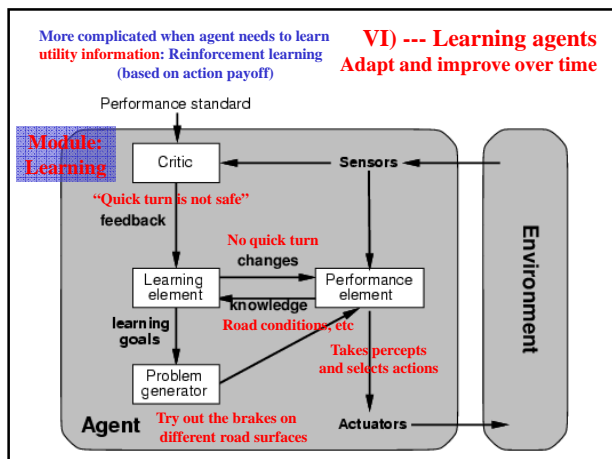 More complicated when agent needs to learn
utility information: Reinforcement learning
(based on action payoff)
VI) --- Learning agents
Adapt and improve over time
Performance standard
Module:
Learning
Critic
Sensors
“Quick turn is not safe”
feedback
No quick turn
changes
Learning
element
Performance
element
knowledge
Road conditions, etc
learning
goals
Takes percepts
and selects actions
Problem
generator
Try out the brakes on
different road surfaces
Agent
Actuators
Environment